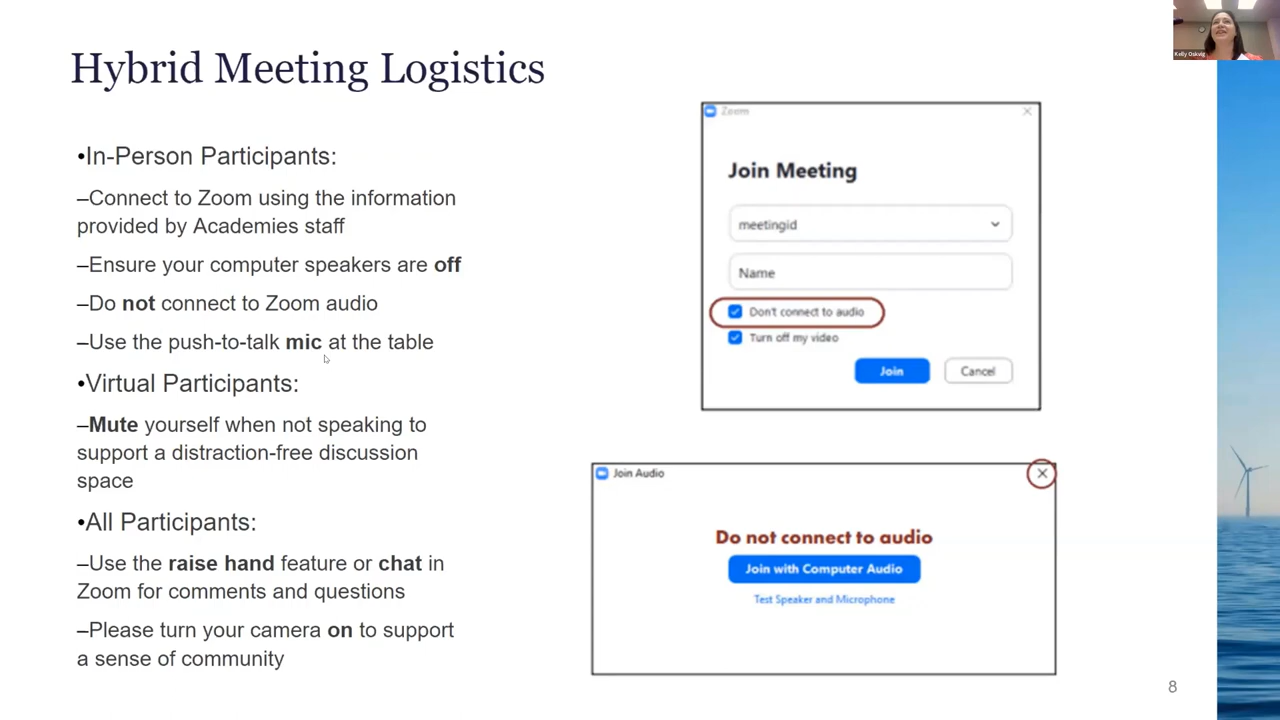 Hybrid Meeting Logistics
•In-Person Participants:
–Connect to Zoom using the information
provided by Academies staff
–Ensure your computer speakers are off
–Do not connect to Zoom audio
–Use the push-to-talk mic at the table
•Virtual Participants:
–Mute yourself when not speaking to
support a distraction-free discussion
space
•All Participants:
–Use the raise hand feature or chat in
Zoom for comments and questions
–Please turn your camera on to support
a sense of community
Zoom
Join Meeting
meetingid
Name
Don't connect to audio
Turn off my video
Join
Cancel
Join Audio
Do not connect to audio
Join with Computer Audio
Test Speaker and Microphone
8
Kelly Oskvig